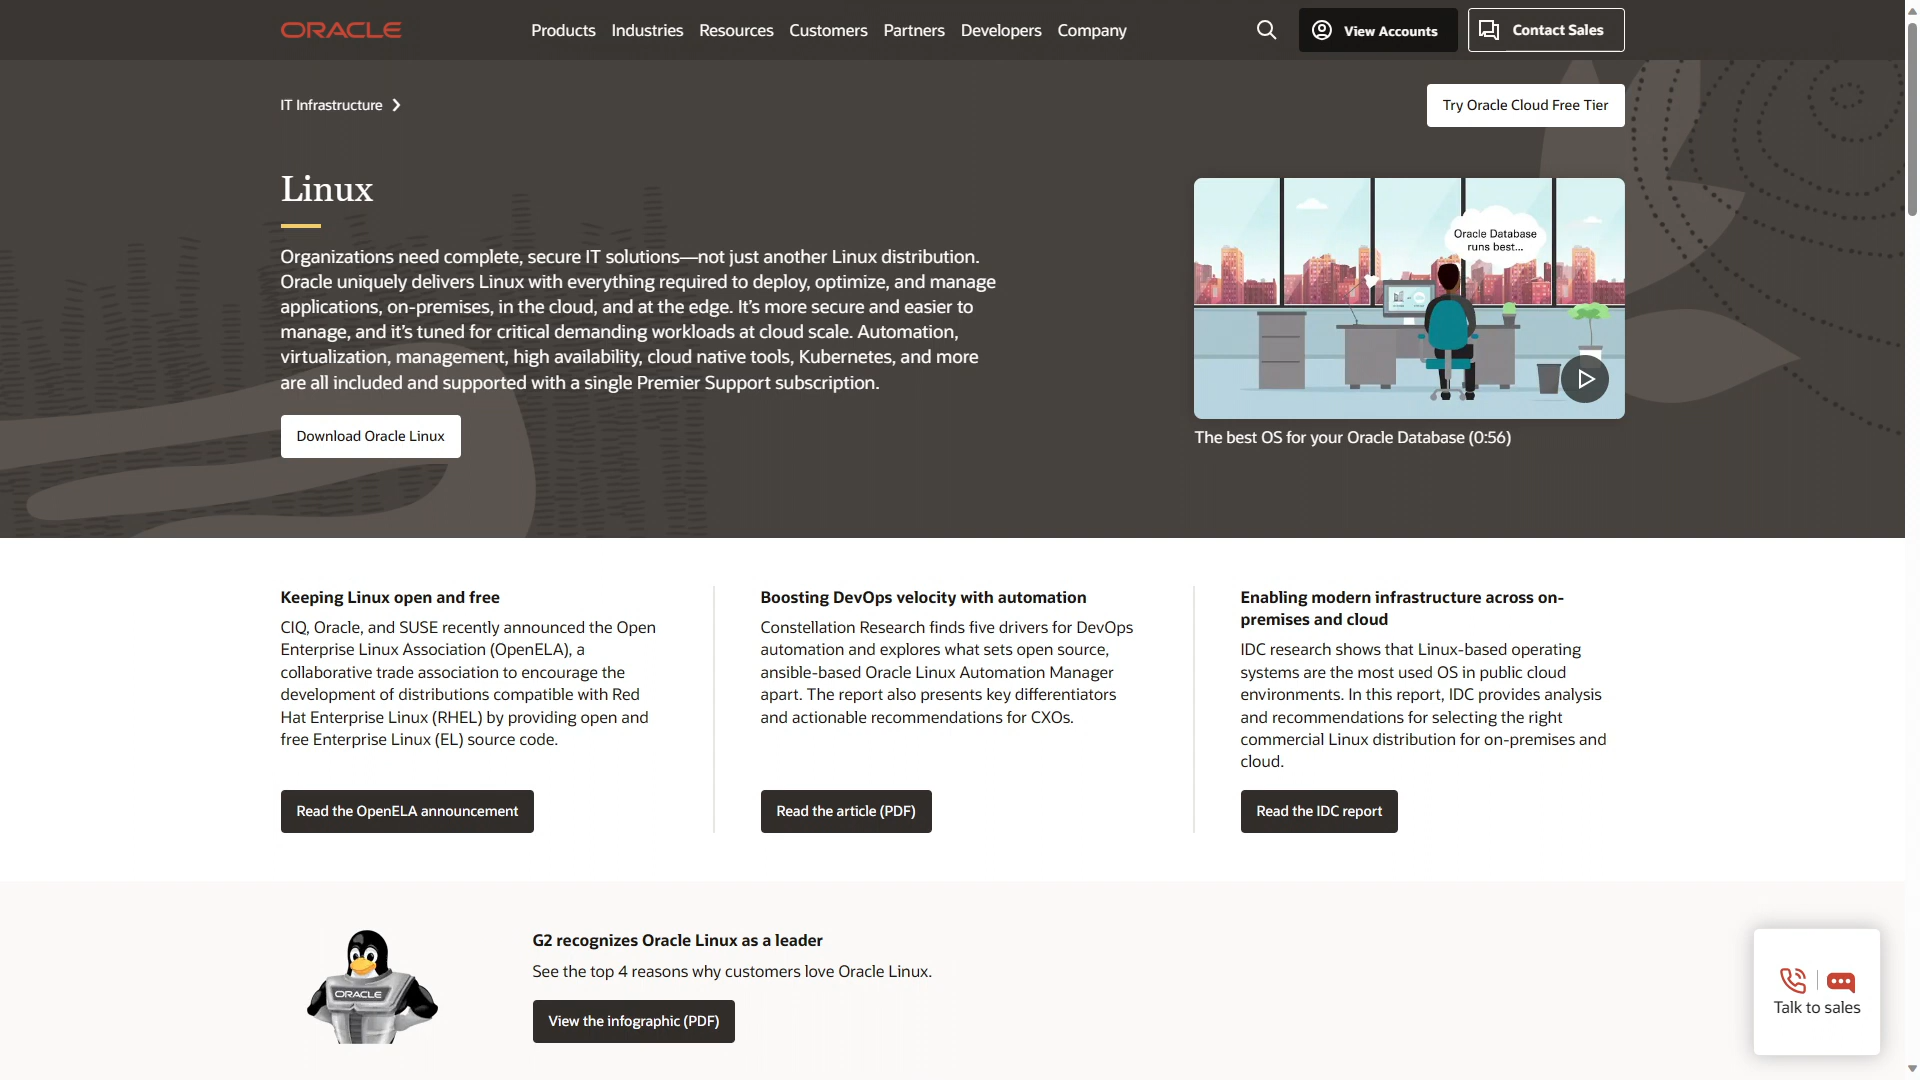 ORACLE
Products Industries Resources Customers Partners Developers Company
View Accounts
Contact Sales
IT Infrastructure
Try Oracle Cloud Free Tier
Linux
Organizations need complete, secure IT solutions—not just another Linux distribution.
Oracle uniquely delivers Linux with everything required to deploy, optimize, and manage
applications, on-premises, in the cloud, and at the edge. It’s more secure and easier to
manage, and it’s tuned for critical demanding workloads at cloud scale. Automation,
virtualization, management, high availability, cloud native tools, Kubernetes, and more
are all included and supported with a single Premier Support subscription.
Download Oracle Linux
Oracle Database
runs best...
The best OS for your Oracle Database (0:56)
Keeping Linux open and free
CIQ, Oracle, and SUSE recently announced the Open
Enterprise Linux Association (OpenELA), a
collaborative trade association to encourage the
development of distributions compatible with Red
Hat Enterprise Linux (RHEL) by providing open and
free Enterprise Linux (EL) source code.
Read the OpenELA announcement
Boosting DevOps velocity with automation
Constellation Research finds five drivers for DevOps
automation and explores what sets open source,
ansible-based Oracle Linux Automation Manager
apart. The report also presents key differentiators
and actionable recommendations for CXOs.
Read the article (PDF)
Enabling modern infrastructure across on-
premises and cloud
IDC research shows that Linux-based operating
systems are the most used OS in public cloud
environments. In this report, IDC provides analysis
and recommendations for selecting the right
commercial Linux distribution for on-premises and
cloud.
Read the IDC report
ORACLE
G2 recognizes Oracle Linux as a leader
See the top 4 reasons why customers love Oracle Linux.
View the infographic (PDF)
Talk to sales